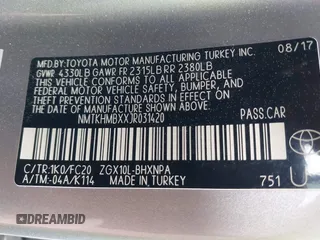 MFD.BY:TOYOTA MOTOR MANUFACTURING TURKEY INC.
GVWR 4330LB GAWR FR 2315LB RR 2380LB 08/17
THIS VEHICLE CONFORMS TO ALL APPLICABLE
FEDERAL MOTOR VEHICLE SAFETY,
BUMPER, AND THEFT PREVENTION STANDARDS
IN EFFECT ON THE DATE OF MANUFACTURE
SHOWN ABOVE.
NMTKHMBXXJR031420 PASS.CAR
C/TR:1K0/FC20 ZGX10L-BHXNPA
A/TM:-04A/K114 MADE IN TURKEY 751 U
TOYOTA
DREAMBID